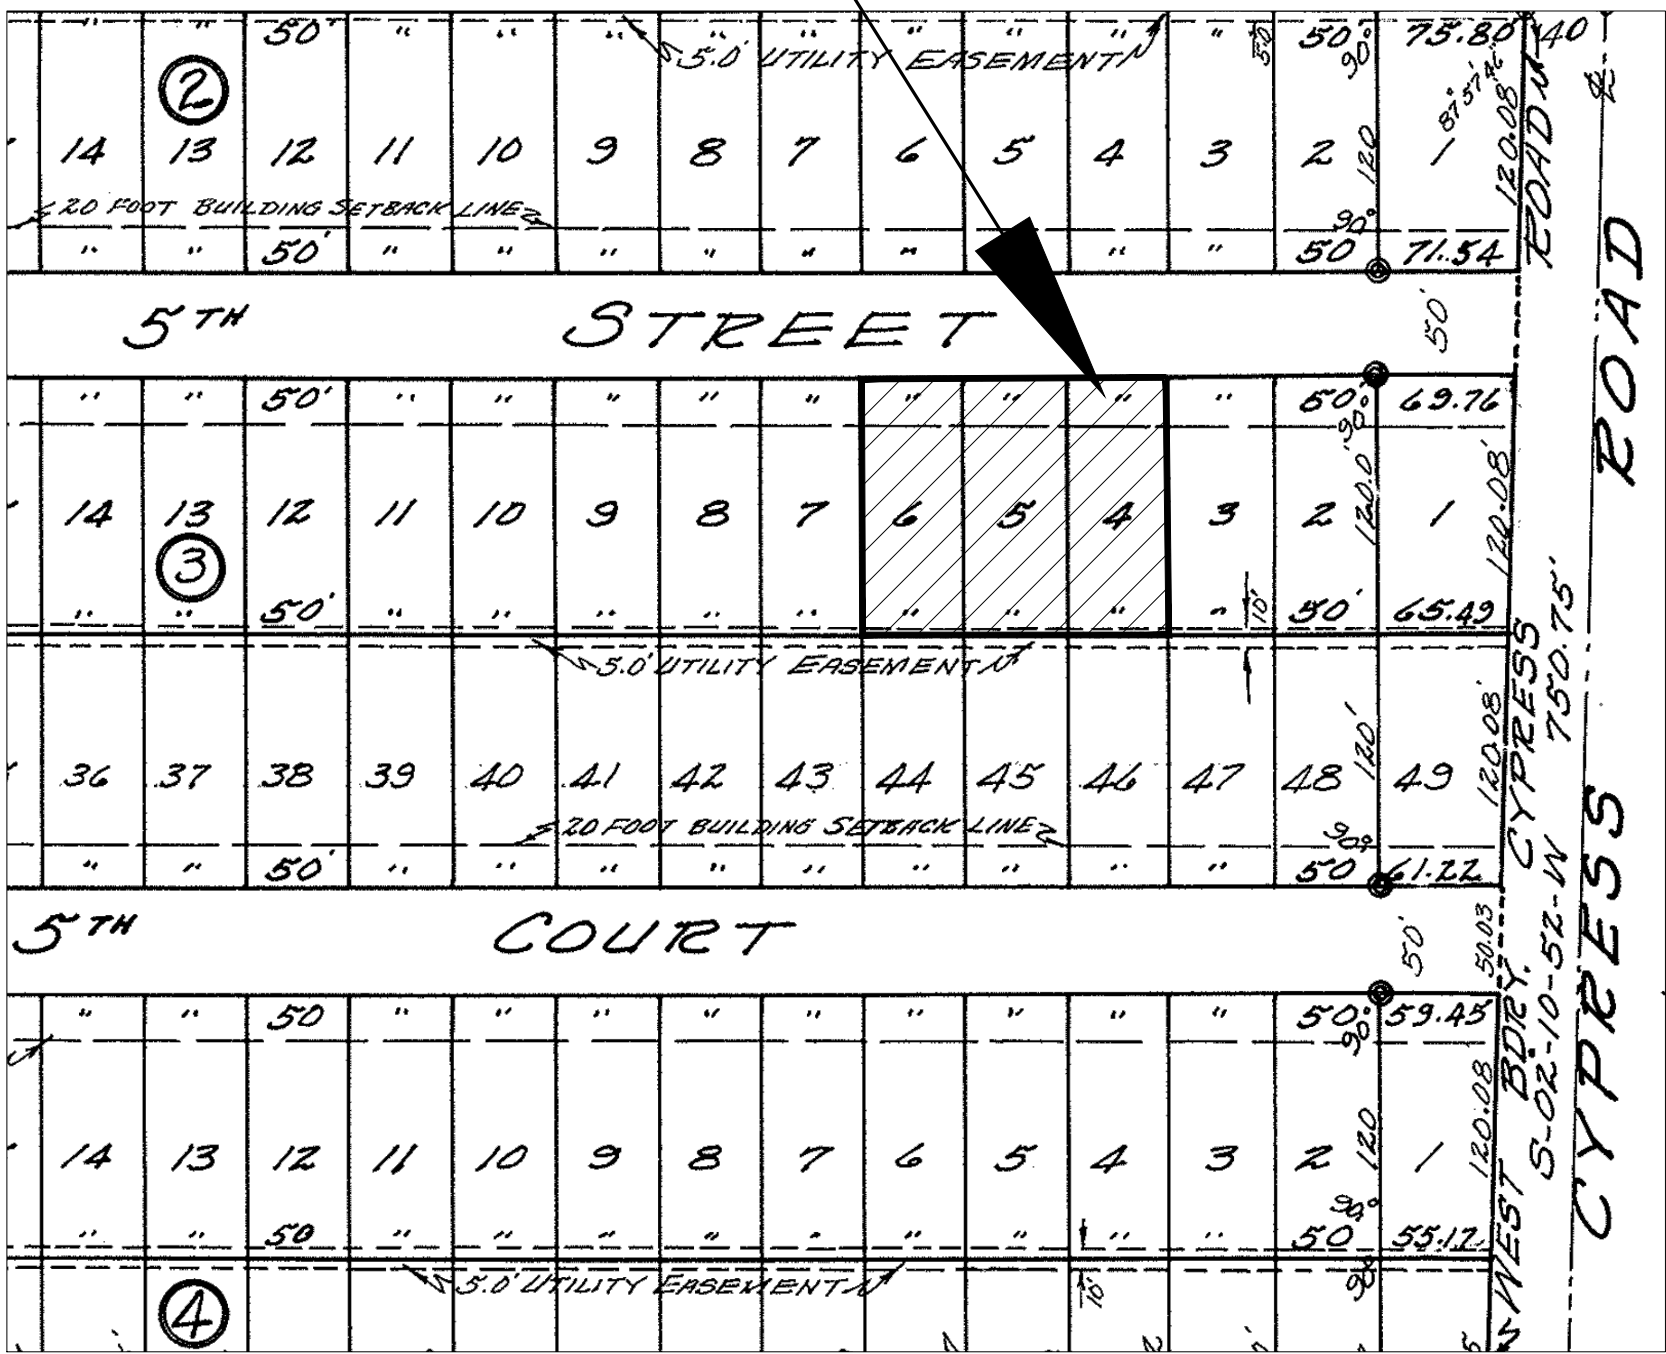 " " 50' " " " " " " " " 50' 75.80 40
5.0' UTILITY EASEMENT 5.0'
90° 87°57'42"
2
14 13 12 11 10 9 8 7 6 5 4 3 2 120 1 120.08'
20 FOOT BUILDING SETBACK LINE 90°
" " 50' " " " " " " " " 50 71.54
5TH STREET 50'
" " 50' " " " " " " " " " 50' 69.76
90°
14 13 12 11 10 9 8 7 6 5 4 3 2 120.0' 1 120.08'
3
" " 50' " " " " " " " " " 10' 50' 65.49
5.0' UTILITY EASEMENT
36 37 38 39 40 41 42 43 44 45 46 47 48 120' 49 120.08'
20 FOOT BUILDING SETBACK LINE 90°
" " 50' " " " " " " " " " 50 61.22
5TH COURT 50' 50.03
" " 50 " " " " " " " " " 50' 59.45
90°
14 13 12 11 10 9 8 7 6 5 4 3 2 120 1 120.08'
90°
" " 50 " " " " " " " " " 50 55.12
5.0' UTILITY EASEMENT 10' 90°
4
WEST BDRY. CYPRESS ROAD
S-02-10-52-W 750.75'
CYPRESS ROAD